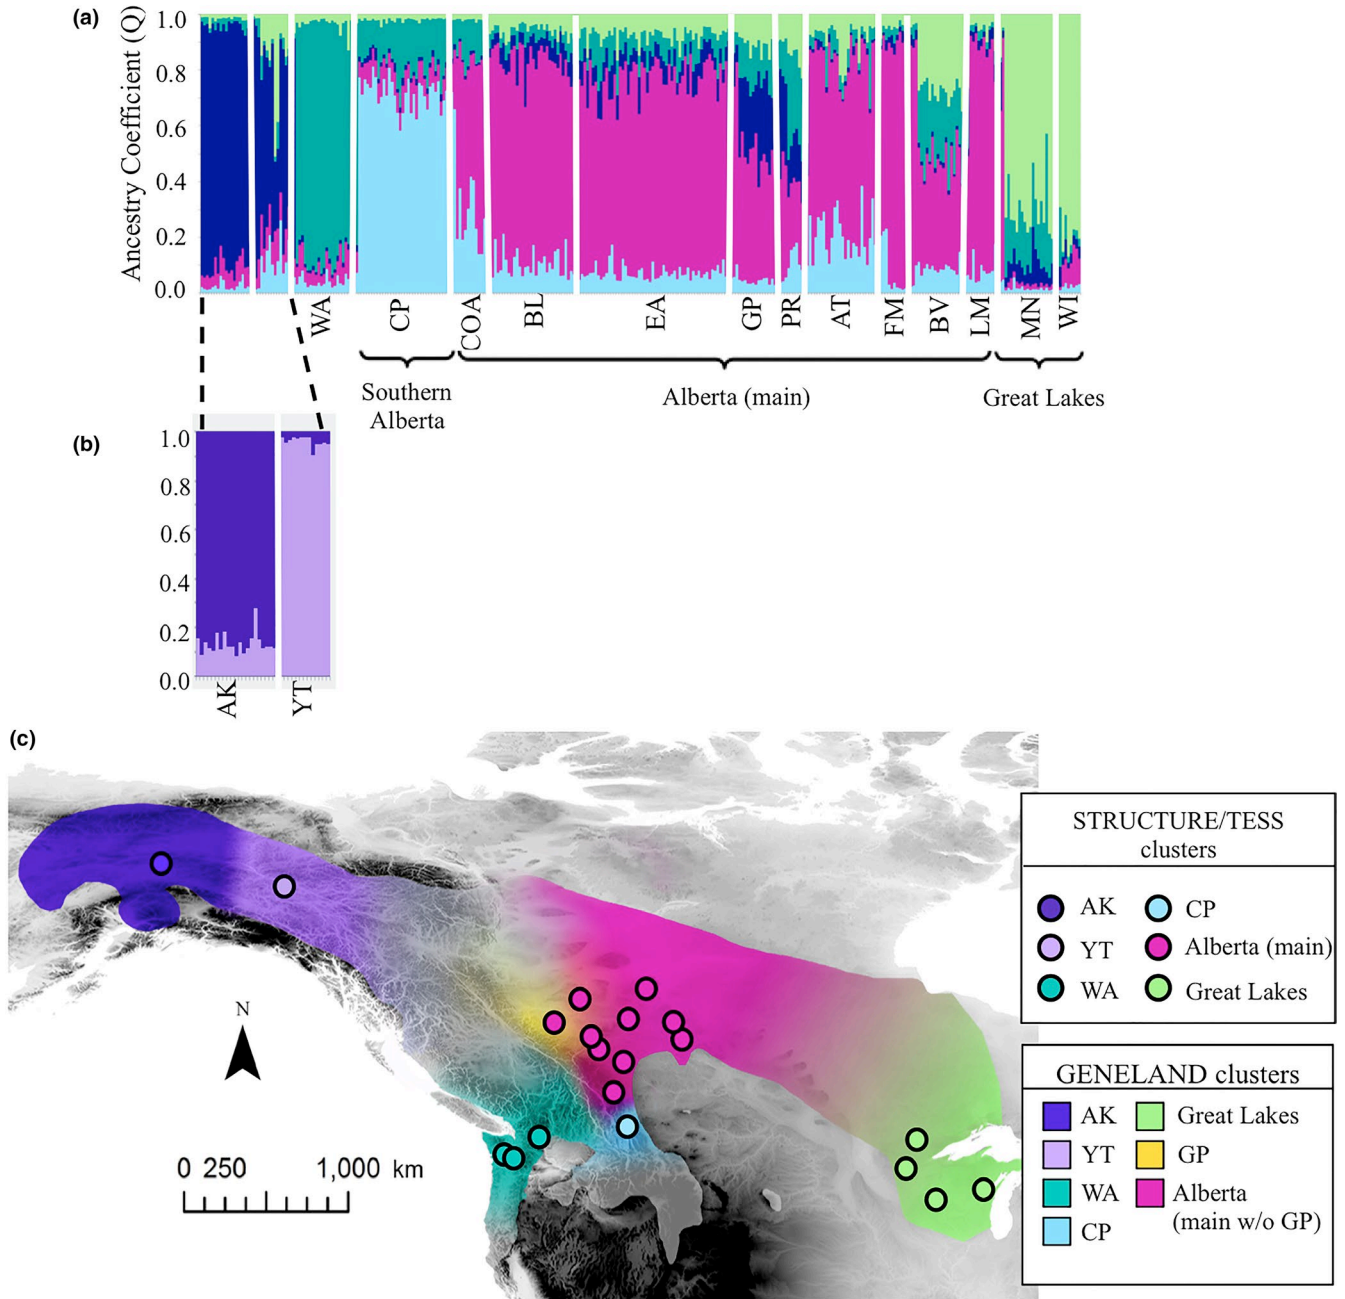 (a)
Ancestry Coefficient (Q)
1.0
0.8
0.6
0.4
0.2
0.0
WA
CP
COA
BL
EA
GP
PR
AT
FM
BV
LM
MN
WI
Southern
Alberta
Alberta (main)
Great Lakes
(b)
1.0
0.8
0.6
0.4
0.2
0.0
AK
YT
(c)
N
0 250 1,000 km
STRUCTURE/TESS
clusters
AK
CP
YT
Alberta (main)
WA
Great Lakes
GENELAND clusters
AK
Great Lakes
YT
GP
WA
Alberta
(main w/o GP)
CP